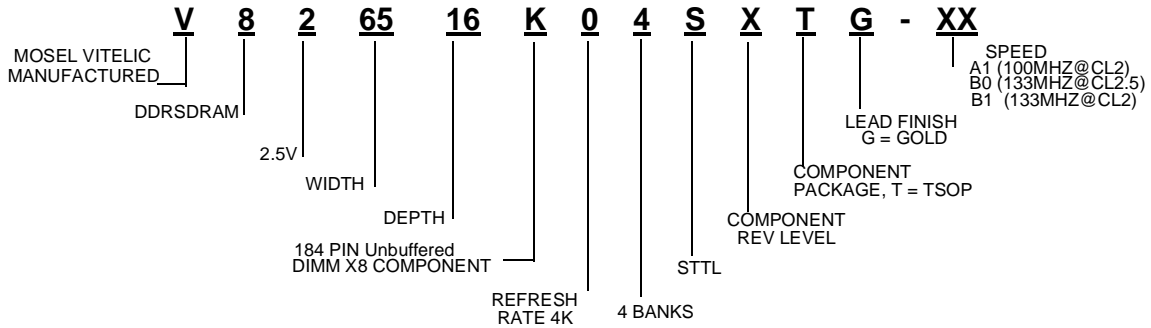 V 8 2 65 16 K 0 4 S X T G - XX
MOSEL VITELIC
MANUFACTURED
DDRSDRAM
2.5V
WIDTH
DEPTH
184 PIN Unbuffered
DIMM X8 COMPONENT
REFRESH
RATE 4K
4 BANKS
STTL
COMPONENT
REV LEVEL
COMPONENT
PACKAGE, T = TSOP
LEAD FINISH
G = GOLD
SPEED
A1 (100MHZ@CL2)
B0 (133MHZ@CL2.5)
B1 (133MHZ@CL2)